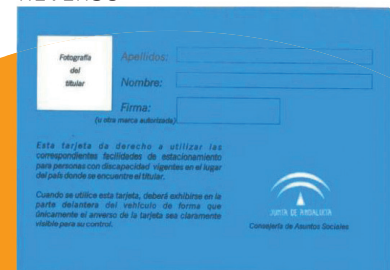 REVERSO
Fotografía
del
titular
Apellidos:
Nombre:
Firma:
(u otra marca autorizada)
Esta tarjeta da derecho a utilizar las
correspondientes facilidades de estacionamiento
para personas con discapacidad vigentes en el lugar
del país donde se encuentre el titular.
Cuando se utilice esta tarjeta, deberá exhibirse en la
parte delantera del vehículo de forma que
únicamente el anverso de la tarjeta sea claramente
visible para su control.
JUNTA DE ANDALUCIA
Consejería de Asuntos Sociales